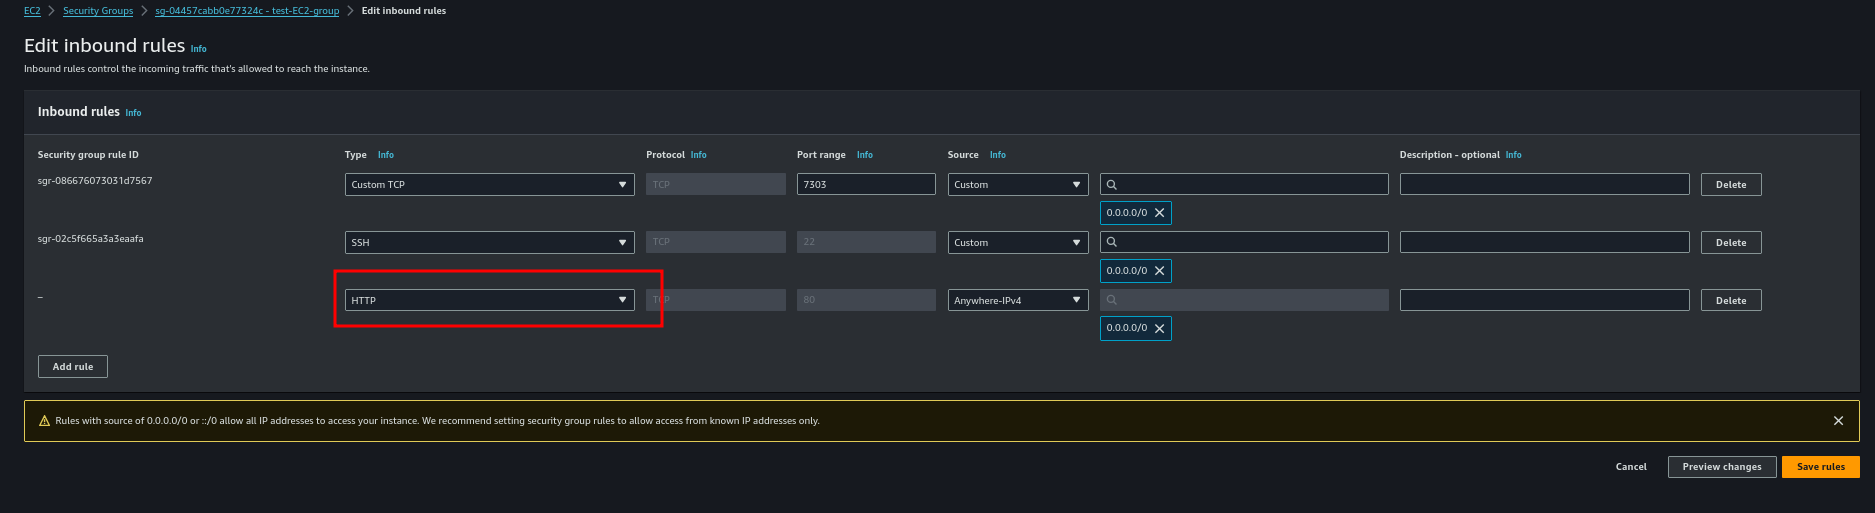 EC2 > Security Groups > sg-04457cabb0e77324c - test-EC2-group > Edit inbound rules
Edit inbound rules Info
Inbound rules control the incoming traffic that's allowed to reach the instance.
Inbound rules Info
Security group rule ID Type Info Protocol Info Port range Info Source Info Description - optional Info
sgr-086676073031d7567 Custom TCP TCP 7303 Custom Delete
0.0.0.0/0
sgr-02c5f665a3a3eaafa SSH TCP 22 Custom Delete
0.0.0.0/0
– HTTP TCP 80 Anywhere-IPv4 Delete
0.0.0.0/0
Add rule
Rules with source of 0.0.0.0/0 or ::/0 allow all IP addresses to access your instance. We recommend setting security group rules to allow access from known IP addresses only.
Cancel Preview changes Save rules